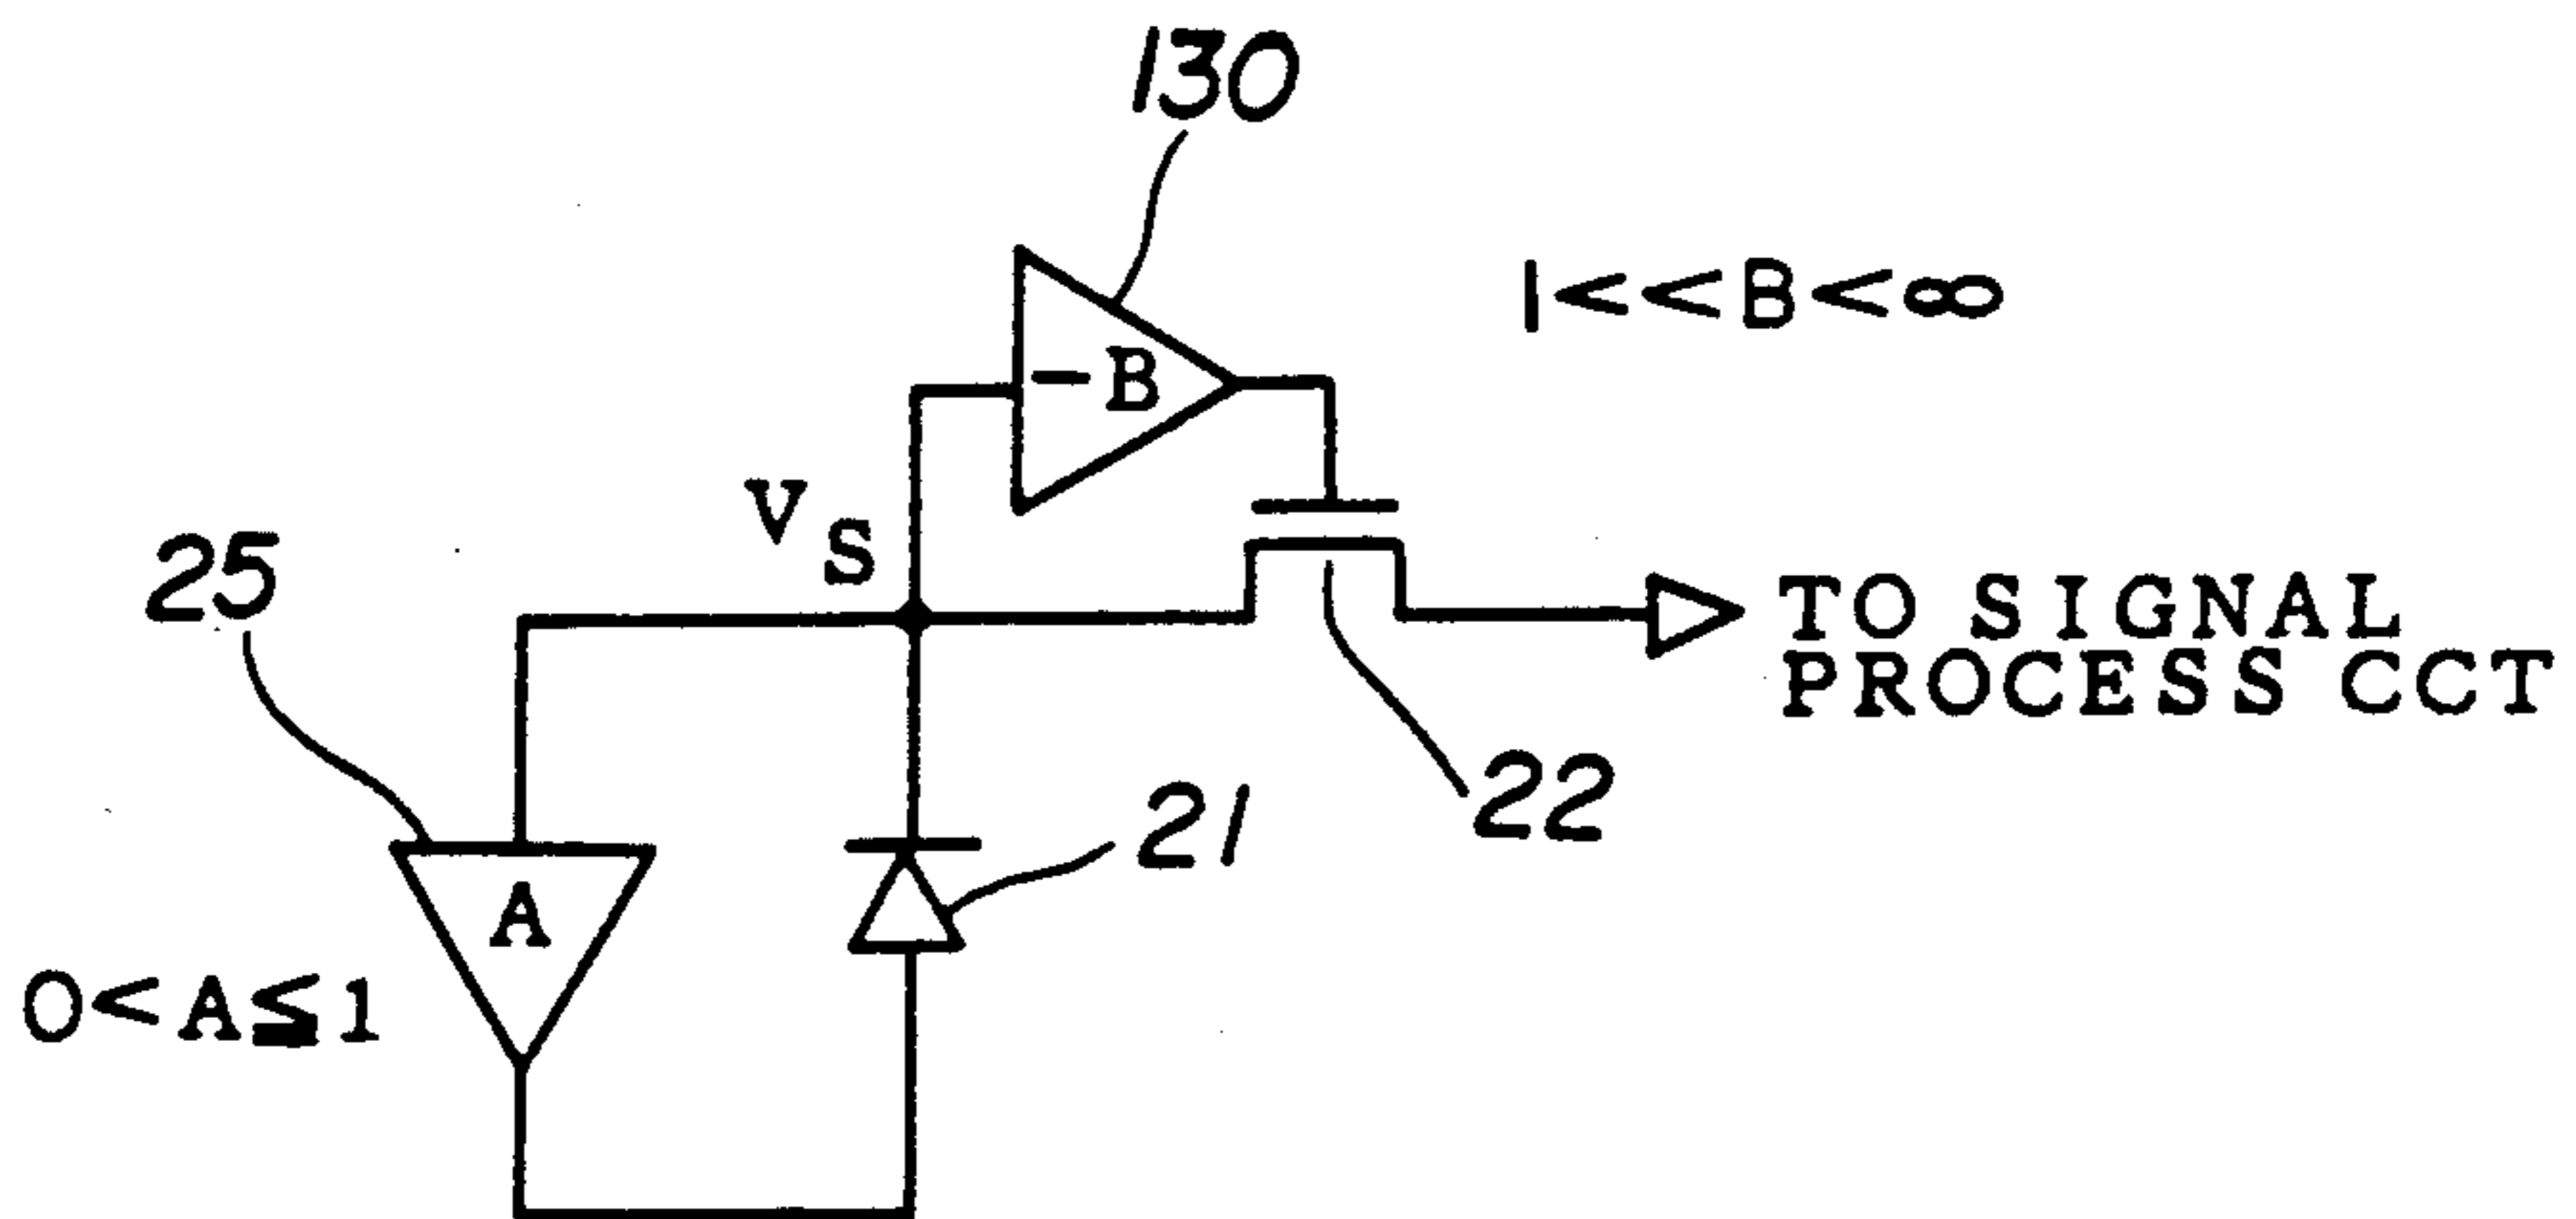 130
1<<B<∞
−B
V S
25
TO SIGNAL
PROCESS CCT
22
21
A
0<A≦1